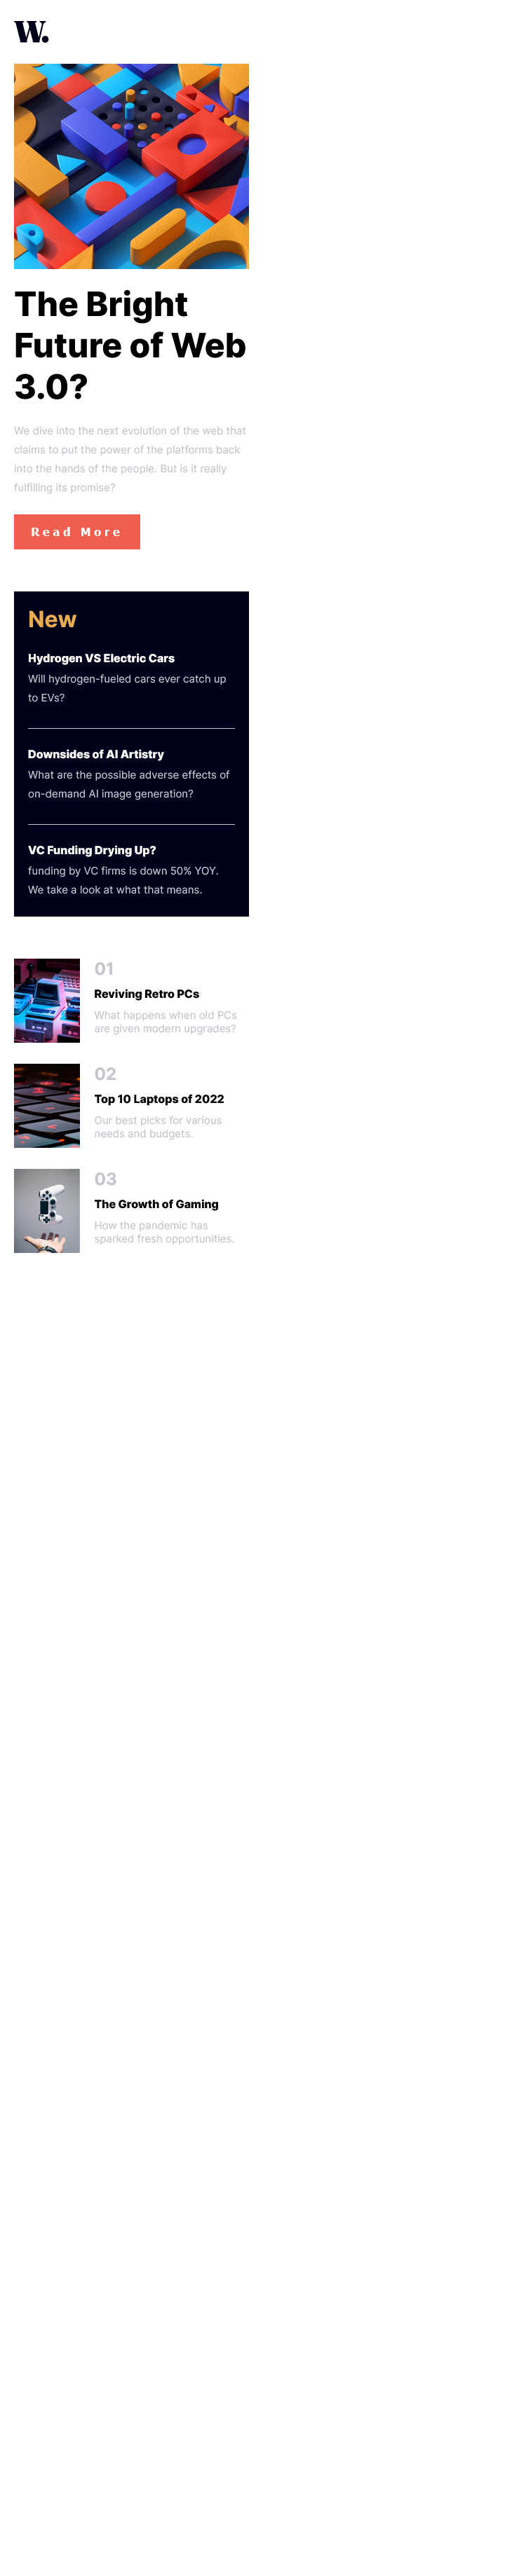 W.
The Bright
Future of Web
3.0?
We dive into the next evolution of the web that
claims to put the power of the platforms back
into the hands of the people. But is it really
fulfilling its promise?
Read More
New
Hydrogen VS Electric Cars
Will hydrogen-fueled cars ever catch up
to EVs?
Downsides of AI Artistry
What are the possible adverse effects of
on-demand AI image generation?
VC Funding Drying Up?
funding by VC firms is down 50% YOY.
We take a look at what that means.
01
Reviving Retro PCs
What happens when old PCs
are given modern upgrades?
02
Top 10 Laptops of 2022
Our best picks for various
needs and budgets.
03
The Growth of Gaming
How the pandemic has
sparked fresh opportunities.